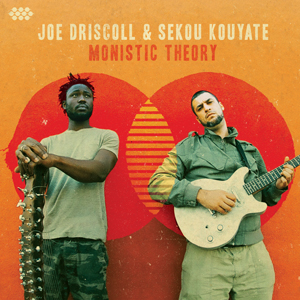 JOE DRISCOLL & SEKOU KOUYATE
MONISTIC THEORY